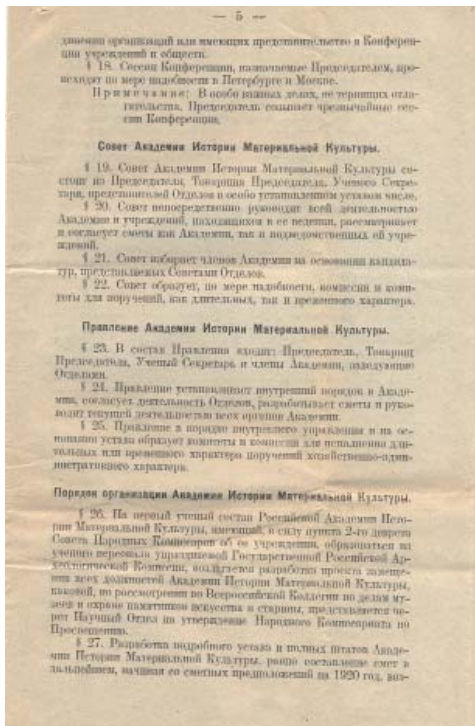 — 5 —
динении организаций или имеющих представительство в Конферен-
ции учреждений и обществ.
§ 18. Сессии Конференции, назначаемые Председателем, про-
исходят по мере надобности в Петербурге и Москве.
Примечание: В особо важных делах, не терпящих отла-
гательства, Председатель созывает чрезвычайные сес-
сии Конференции.
Совет Академии Истории Материальной Культуры.
§ 19. Совет Академии Истории Материальной Культуры со-
стоит из Председателя, Товарища Председателя, Ученого Секре-
таря, представителей Отделов в особо установленном уставом числе.
§ 20. Совет непосредственно руководит всей деятельностью
Академии и учреждений, находящихся в ее ведении, рассматривает
и согласует сметы как Академии, так и подведомственных ей учре-
ждений.
§ 21. Совет избирает членов Академии на основании кандида-
тур, представляемых Советами Отделов.
§ 22. Совет образует, по мере надобности, комиссии и коми-
теты для поручений, как длительных, так и временного характера.
Правление Академии Истории Материальной Культуры.
§ 23. В состав Правления входят: Председатель, Товарищ
Председателя, Ученый Секретарь и члены Академии, заведующие
Отделами.
§ 24. Правление устанавливает внутренний порядок в Акаде-
мии, согласует деятельность Отделов, разрабатывает сметы и руко-
водит текущей деятельностью всех органов Академии.
§ 25. Правление в порядке внутреннего управления и на ос-
новании устава образует комитеты и комиссии для исполнения дли-
тельных или временного характера поручений хозяйственно-адми-
нистративного характера.
Порядок организации Академии Истории Материальной Культуры.
§ 26. На первый ученый состав Российской Академии Исто-
рии Материальной Культуры, имеющий, в силу пункта 2-го декрета
Совета Народных Комиссаров об ее учреждении, образоваться из
ученого персонала упраздняемой Государственной Российской Ар-
хеологической Комиссии, возлагается разработка проекта замеще-
ния всех должностей Академии Истории Материальной Культуры,
каковой, по рассмотрении во Всероссийской Коллегии по делам му-
зеев и охране памятников искусства и старины, представляется че-
рез Научный Отдел на утверждение Народного Комиссариата по
Просвещению.
§ 27. Разработка подробного устава и полных штатов Акаде-
мии Истории Материальной Культуры, равно составление смет в
дальнейшем, начиная со сметных предположений на 1920 год, воз-